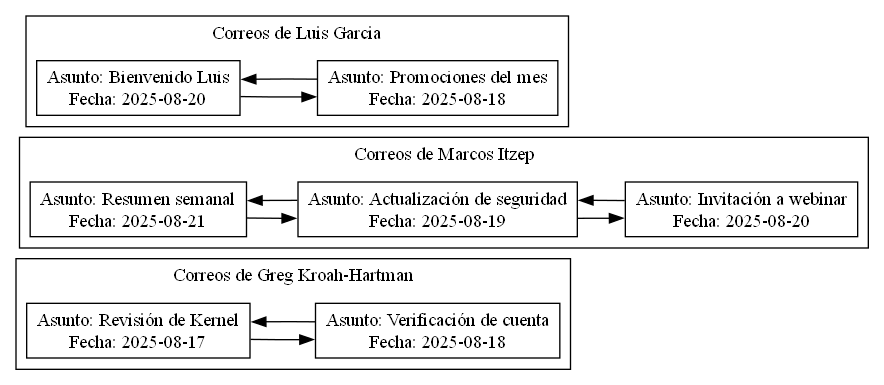 Correos de Luis Garcia
Asunto: Bienvenido Luis
Fecha: 2025-08-20
Asunto: Promociones del mes
Fecha: 2025-08-18
Correos de Marcos Itzep
Asunto: Resumen semanal
Fecha: 2025-08-21
Asunto: Actualización de seguridad
Fecha: 2025-08-19
Asunto: Invitación a webinar
Fecha: 2025-08-20
Correos de Greg Kroah-Hartman
Asunto: Revisión de Kernel
Fecha: 2025-08-17
Asunto: Verificación de cuenta
Fecha: 2025-08-18